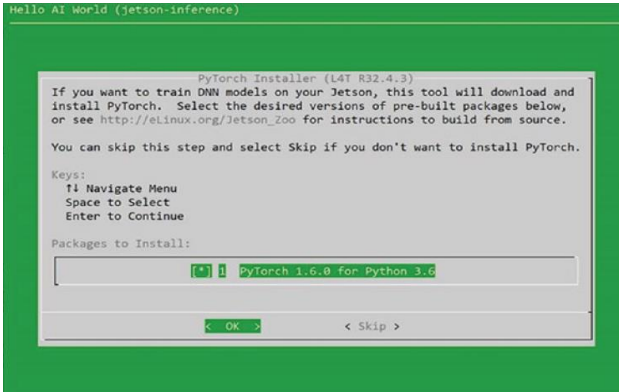 Hello AI World (jetson-inference)
PyTorch Installer (L4T R32.4.3)
If you want to train DNN models on your Jetson, this tool will download and
install PyTorch.  Select the desired versions of pre-built packages below,
or see http://eLinux.org/Jetson_Zoo for instructions to build from source.
You can skip this step and select Skip if you don't want to install PyTorch.
Keys:
↑↓ Navigate Menu
Space to Select
Enter to Continue
Packages to Install:
[*] 1  PyTorch 1.6.0 for Python 3.6
<  OK  > < Skip >